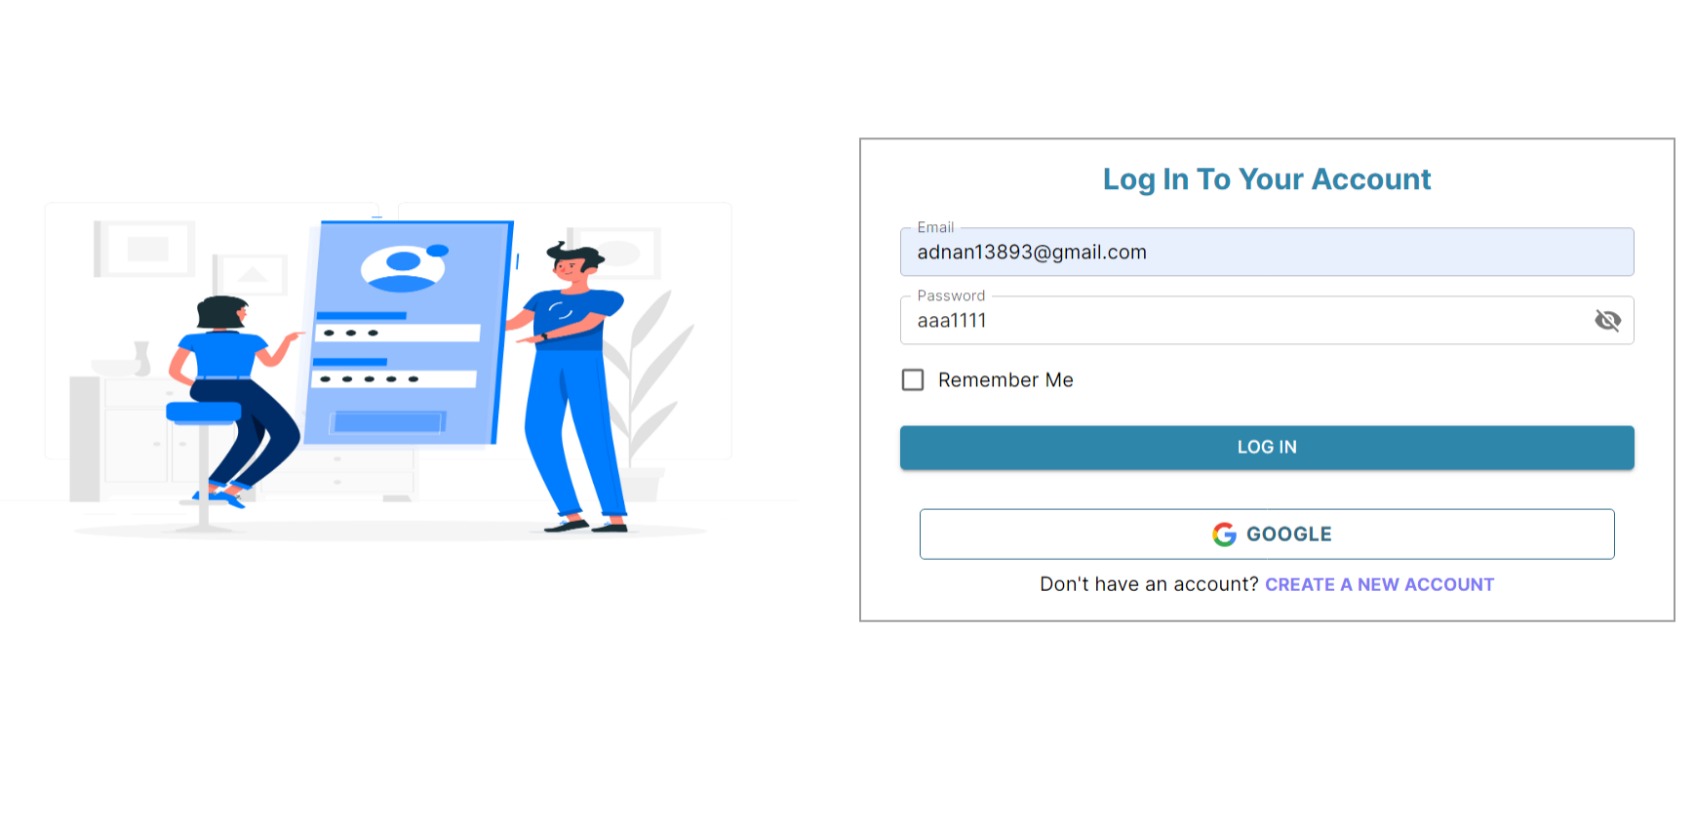 Log In To Your Account
Email
adnan13893@gmail.com
Password
aaa1111
Remember Me
LOG IN
GOOGLE
Don't have an account? CREATE A NEW ACCOUNT